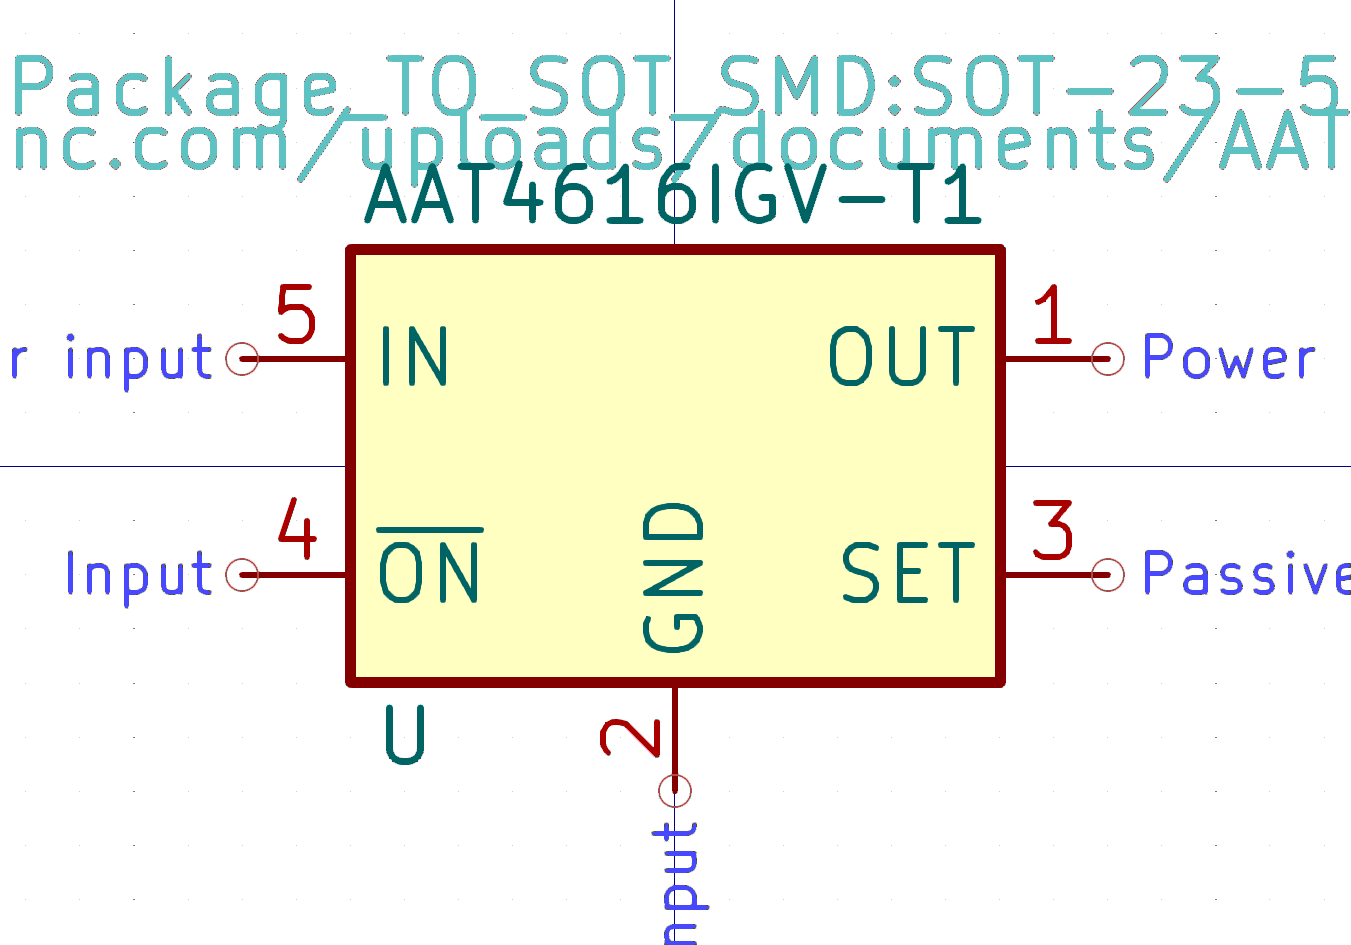 Package_TO_SOT_SMD:SOT-23-5
nc.com/uploads/documents/AAT
AAT4616IGV-T1
5 IN OUT 1
r input Power
4 ON SET 3
Input Passive
GND
U 2
nput